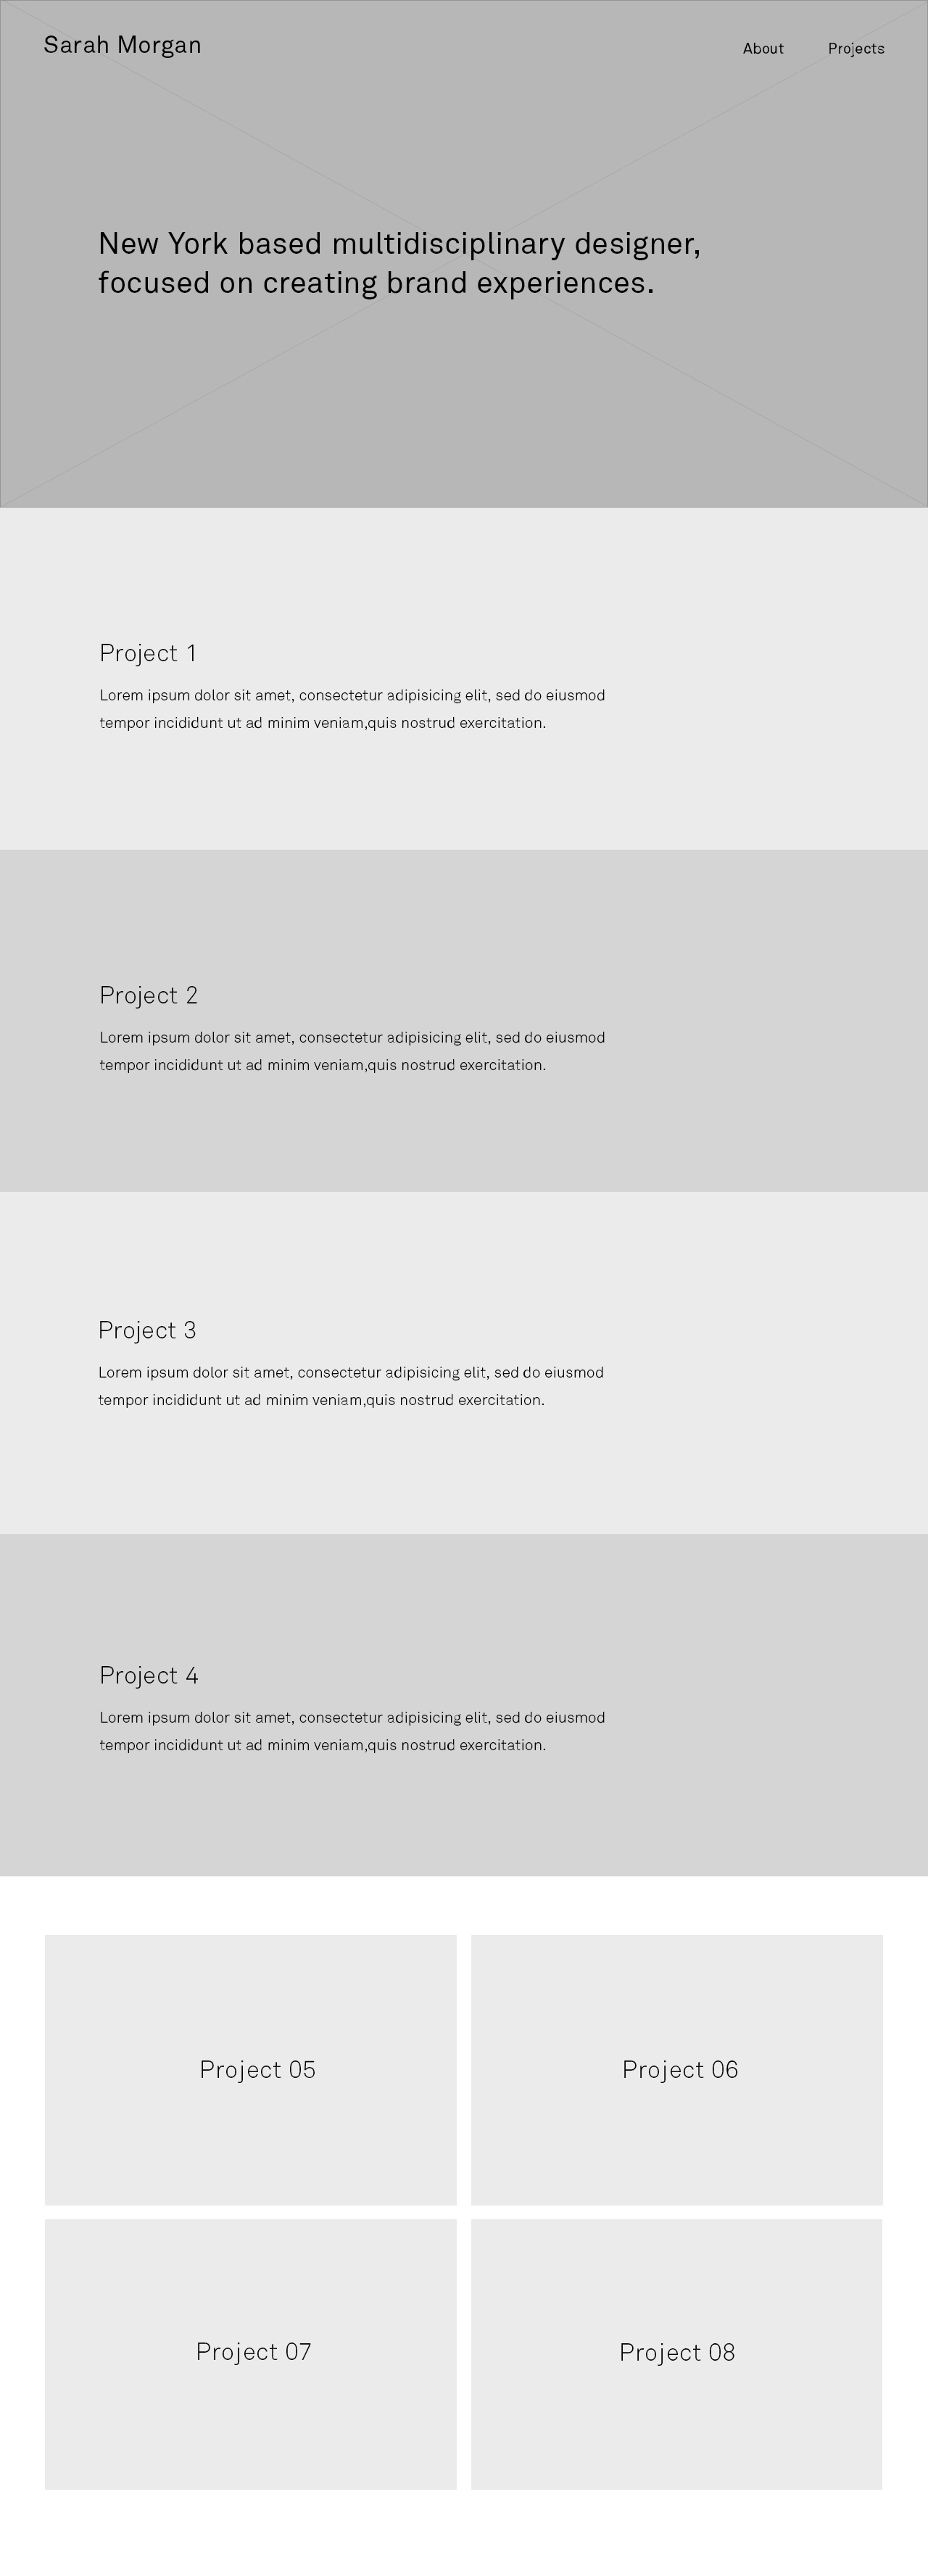 Sarah Morgan
About
Projects
New York based multidisciplinary designer,
focused on creating brand experiences.
Project 1
Lorem ipsum dolor sit amet, consectetur adipisicing elit, sed do eiusmod
tempor incididunt ut ad minim veniam,quis nostrud exercitation.
Project 2
Lorem ipsum dolor sit amet, consectetur adipisicing elit, sed do eiusmod
tempor incididunt ut ad minim veniam,quis nostrud exercitation.
Project 3
Lorem ipsum dolor sit amet, consectetur adipisicing elit, sed do eiusmod
tempor incididunt ut ad minim veniam,quis nostrud exercitation.
Project 4
Lorem ipsum dolor sit amet, consectetur adipisicing elit, sed do eiusmod
tempor incididunt ut ad minim veniam,quis nostrud exercitation.
Project 05
Project 06
Project 07
Project 08